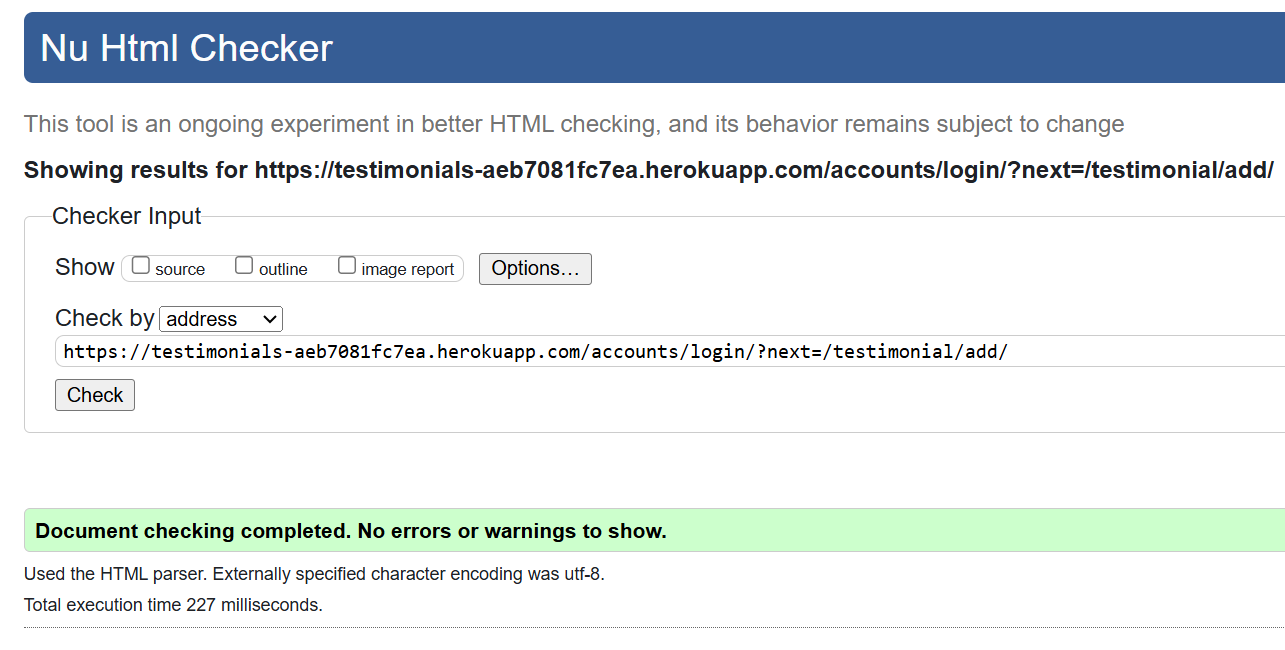 Nu Html Checker
This tool is an ongoing experiment in better HTML checking, and its behavior remains subject to change
Showing results for https://testimonials-aeb7081fc7ea.herokuapp.com/accounts/login/?next=/testimonial/add/
Checker Input
Show source outline image report Options...
Check by address
https://testimonials-aeb7081fc7ea.herokuapp.com/accounts/login/?next=/testimonial/add/
Check
Document checking completed. No errors or warnings to show.
Used the HTML parser. Externally specified character encoding was utf-8.
Total execution time 227 milliseconds.